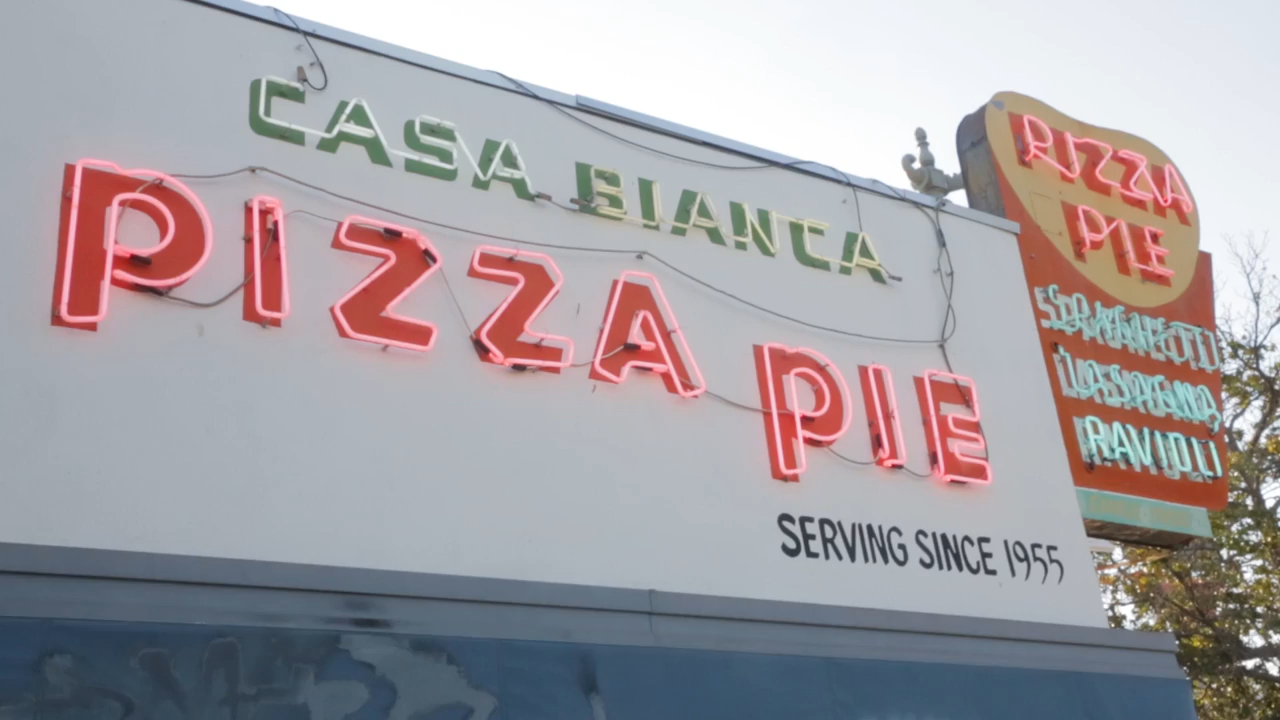 CASA BIANCA
PIZZA PIE
SERVING SINCE 1955
PIZZA
PIE
SPAGHETTI
LASAGNA
RAVIOLI